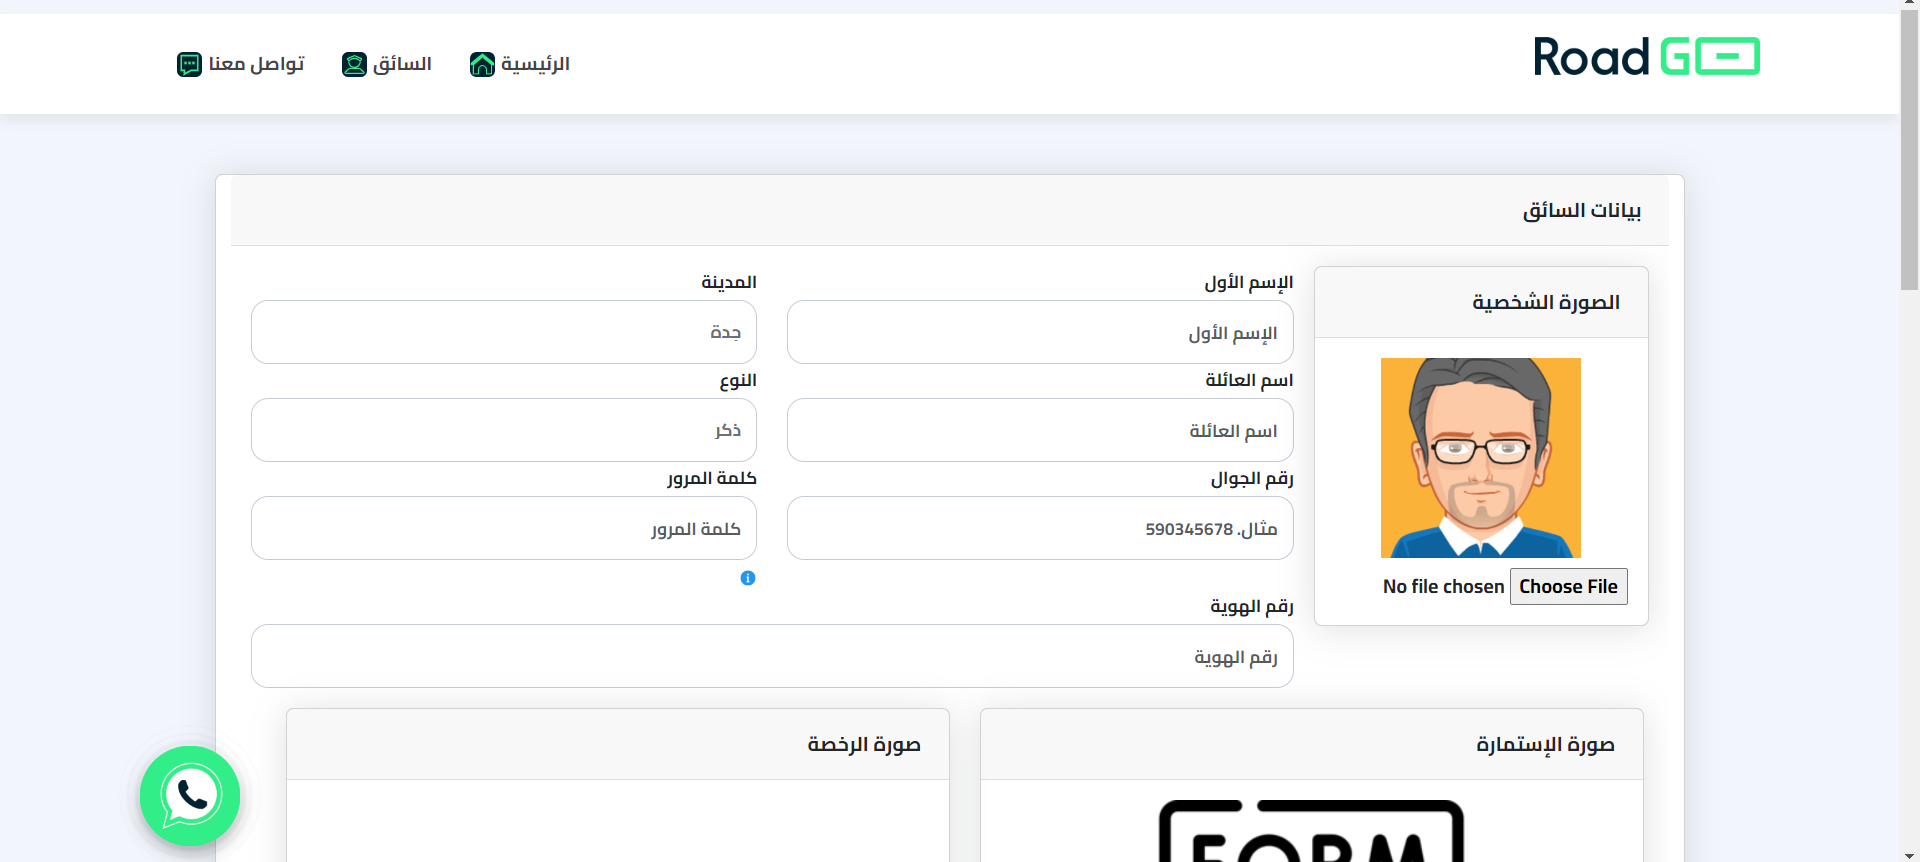 Road GO
الرئيسية
السائق
تواصل معنا
بيانات السائق
الصورة الشخصية
Choose File No file chosen
الإسم الأول
الإسم الأول
المدينة
جدة
اسم العائلة
اسم العائلة
النوع
ذكر
رقم الجوال
مثال. 590345678
كلمة المرور
كلمة المرور
رقم الهوية
رقم الهوية
صورة الإستمارة
FORM
صورة الرخصة